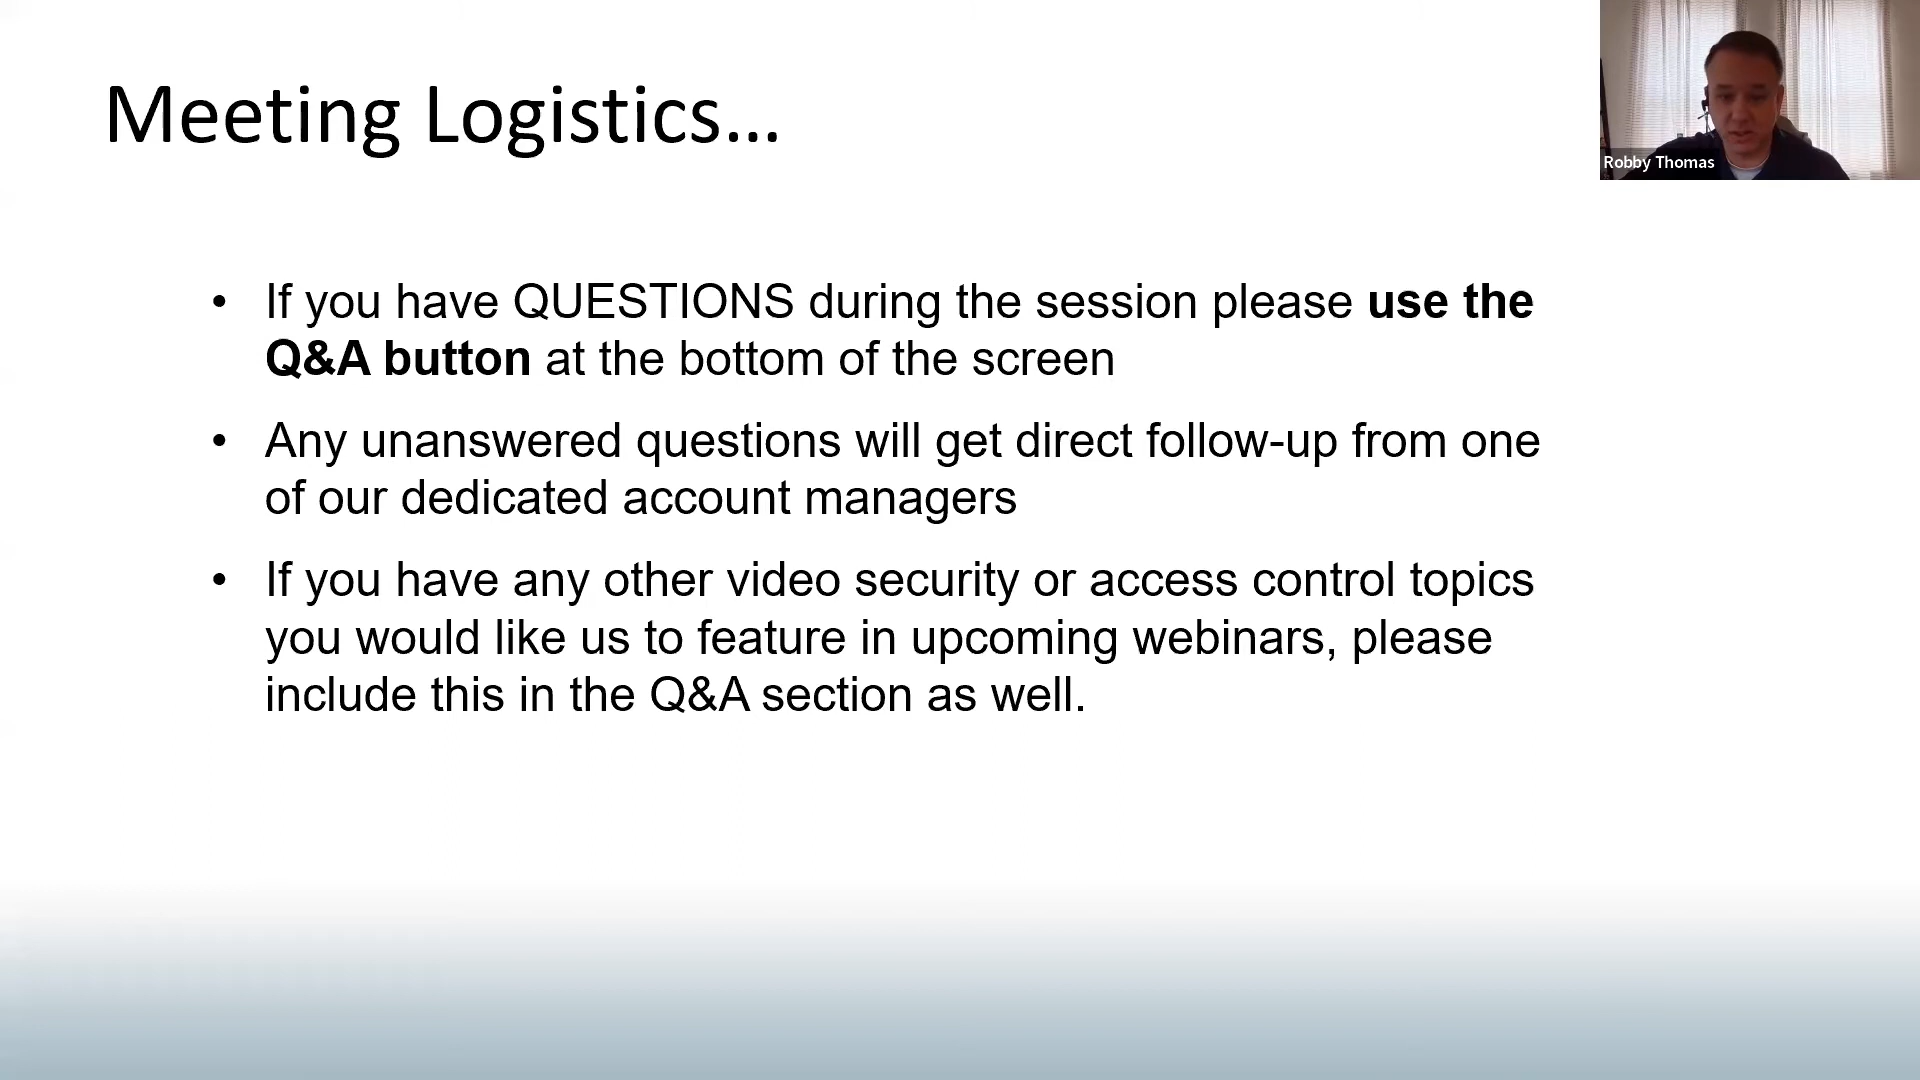 Meeting Logistics...
Robby Thomas
• If you have QUESTIONS during the session please use the
Q&A button at the bottom of the screen
• Any unanswered questions will get direct follow-up from one
of our dedicated account managers
• If you have any other video security or access control topics
you would like us to feature in upcoming webinars, please
include this in the Q&A section as well.